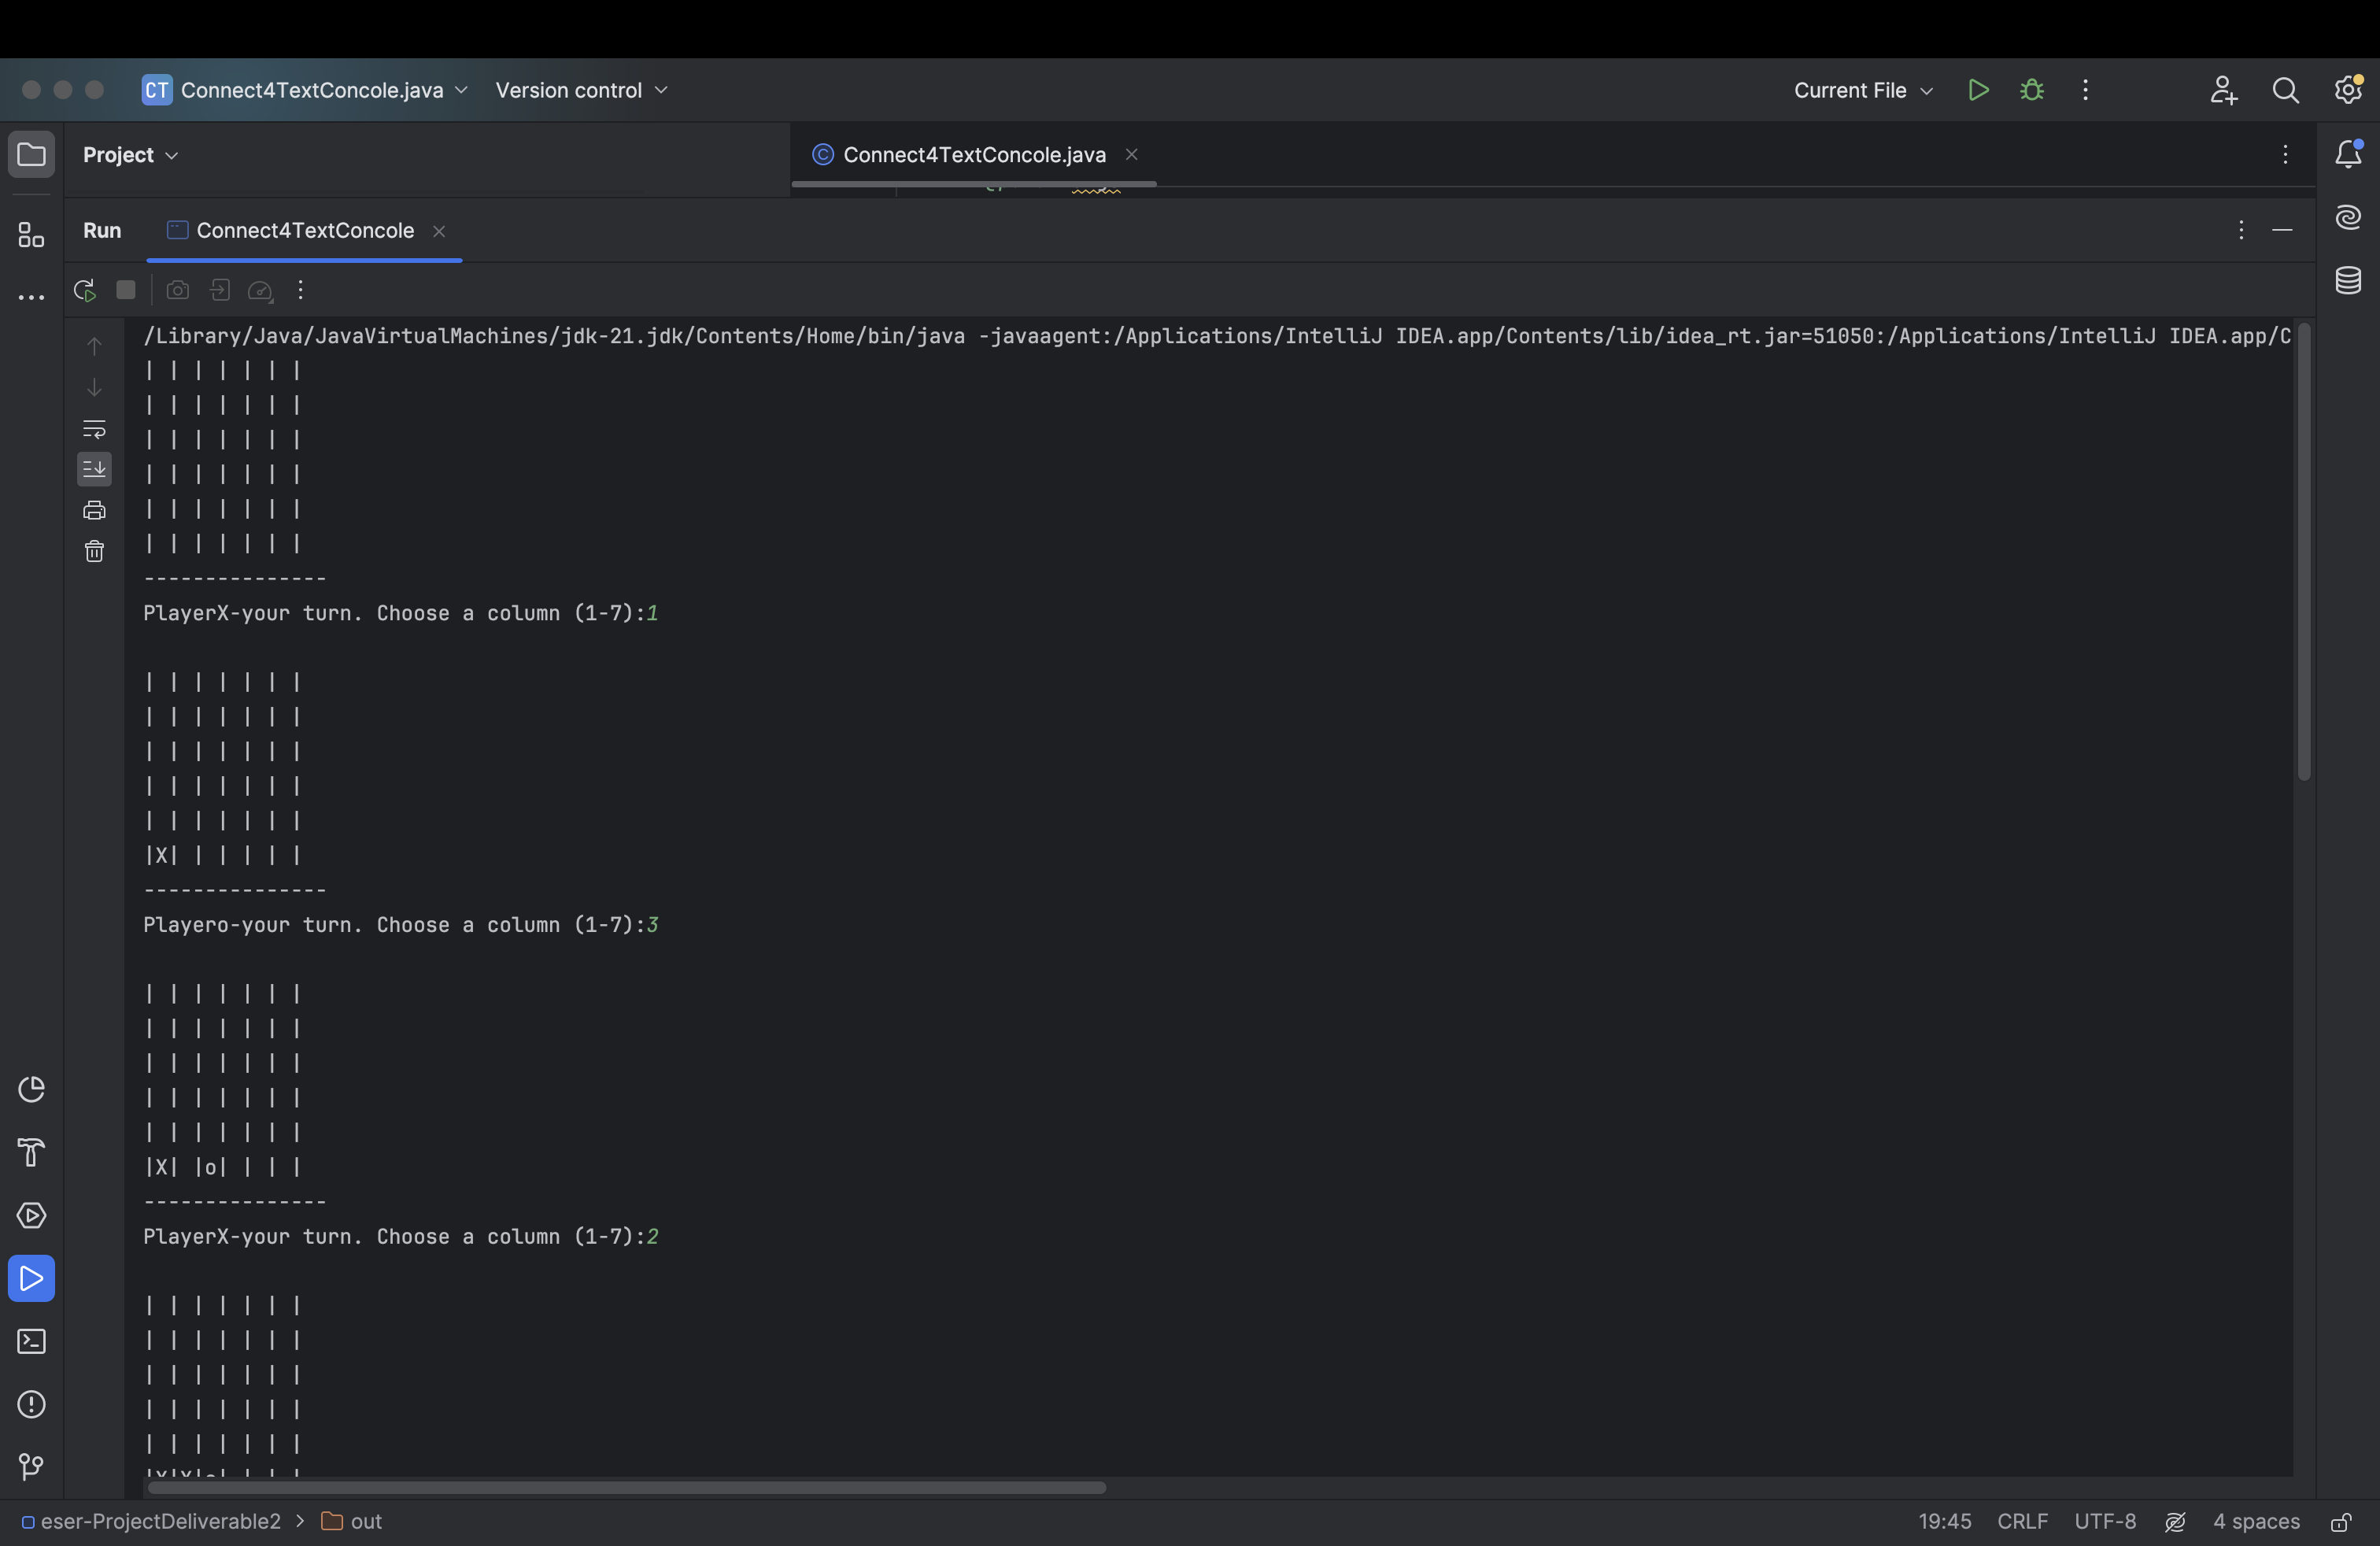 CT Connect4TextConcole.java Version control Current File
Project Connect4TextConcole.java
Run Connect4TextConcole
/Library/Java/JavaVirtualMachines/jdk-21.jdk/Contents/Home/bin/java -javaagent:/Applications/IntelliJ IDEA.app/Contents/lib/idea_rt.jar=51050:/Applications/IntelliJ IDEA.app/C
| | | | | | |
| | | | | | |
| | | | | | |
| | | | | | |
| | | | | | |
| | | | | | |
---------------
PlayerX-your turn. Choose a column (1-7):1
| | | | | | |
| | | | | | |
| | | | | | |
| | | | | | |
| | | | | | |
|X| | | | | |
---------------
Playero-your turn. Choose a column (1-7):3
| | | | | | |
| | | | | | |
| | | | | | |
| | | | | | |
| | | | | | |
|X| |o| | | |
---------------
PlayerX-your turn. Choose a column (1-7):2
| | | | | | |
| | | | | | |
| | | | | | |
| | | | | | |
| | | | | | |
|X|X|o| | | |
eser-ProjectDeliverable2 > out 19:45 CRLF UTF-8 4 spaces